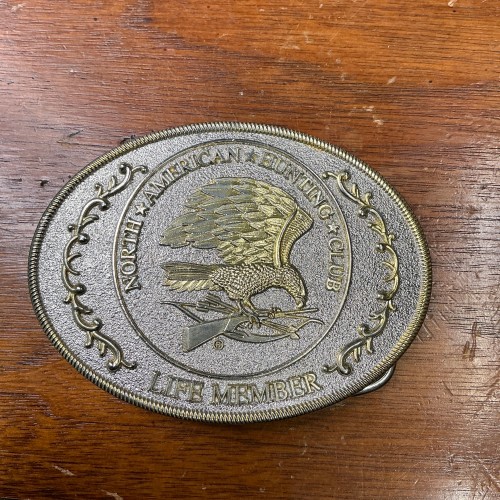 NORTH ★ AMERICAN ★ HUNTING ★ CLUB
®
LIFE MEMBER